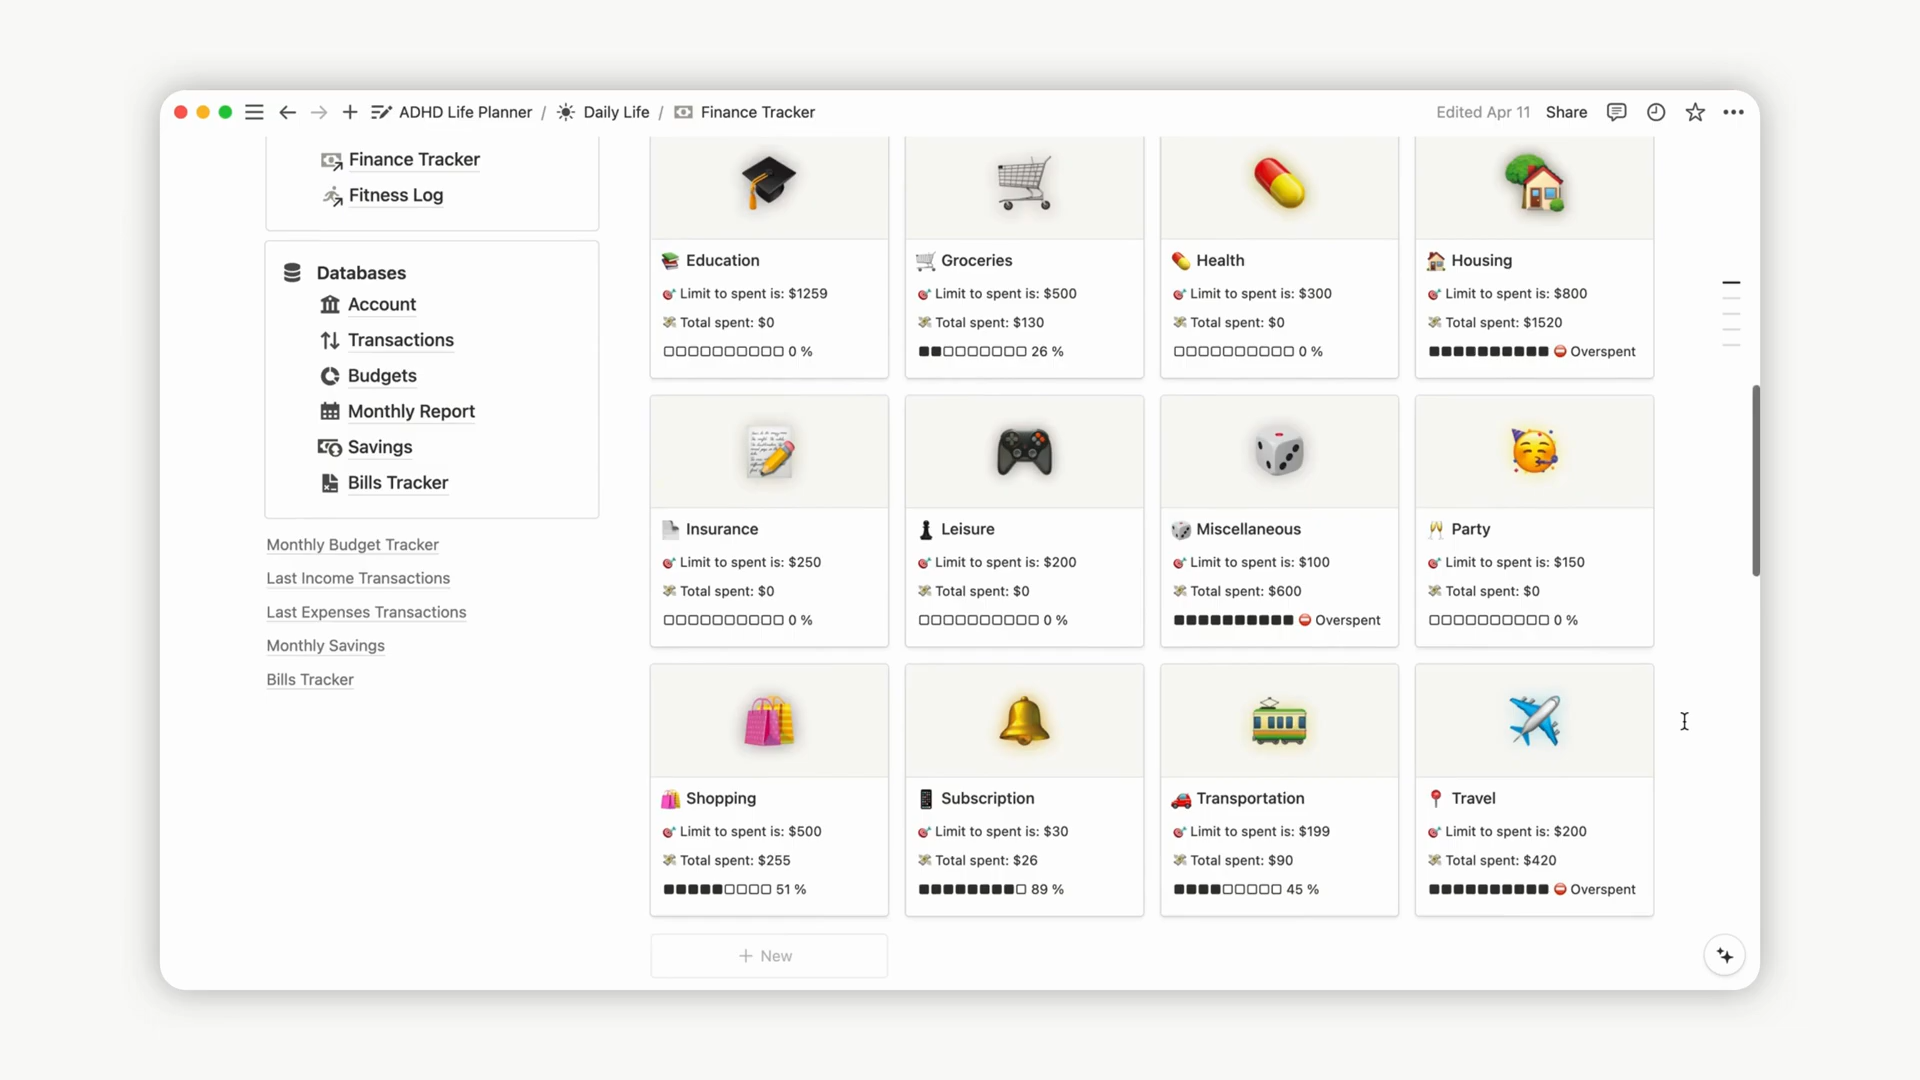 ADHD Life Planner / Daily Life / Finance Tracker
Edited Apr 11 Share
Finance Tracker
Fitness Log
Databases
Account
Transactions
Budgets
Monthly Report
Savings
Bills Tracker
Monthly Budget Tracker
Last Income Transactions
Last Expenses Transactions
Monthly Savings
Bills Tracker
Education
Limit to spent is: $1259
Total spent: $0
0 %
Groceries
Limit to spent is: $500
Total spent: $130
26 %
Health
Limit to spent is: $300
Total spent: $0
0 %
Housing
Limit to spent is: $800
Total spent: $1520
Overspent
Insurance
Limit to spent is: $250
Total spent: $0
0 %
Leisure
Limit to spent is: $200
Total spent: $0
0 %
Miscellaneous
Limit to spent is: $100
Total spent: $600
Overspent
Party
Limit to spent is: $150
Total spent: $0
0 %
Shopping
Limit to spent is: $500
Total spent: $255
51 %
Subscription
Limit to spent is: $30
Total spent: $26
89 %
Transportation
Limit to spent is: $199
Total spent: $90
45 %
Travel
Limit to spent is: $200
Total spent: $420
Overspent
+ New